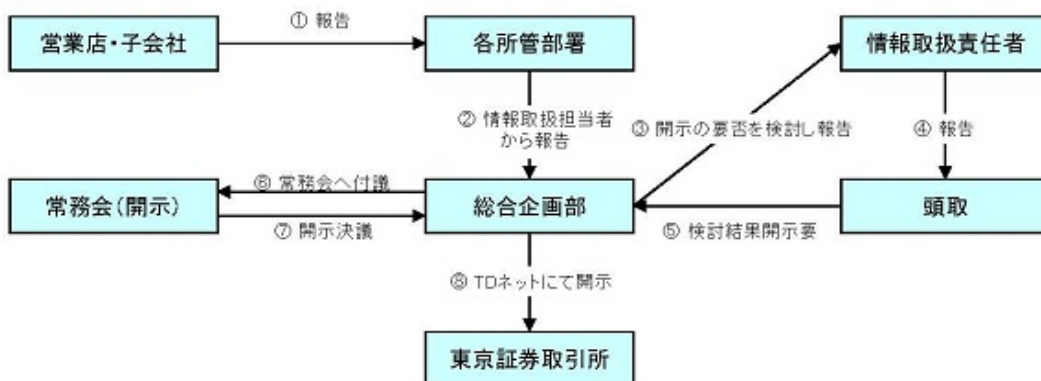 ① 報告
営業店・子会社
各所管部署
情報取扱責任者
② 情報取扱担当者
から報告
③ 開示の要否を検討し報告
④ 報告
⑥ 常務会へ付議
常務会(開示)
総合企画部
頭取
⑦ 開示決議
⑤ 検討結果開示要
⑧ TDネットにて開示
東京証券取引所